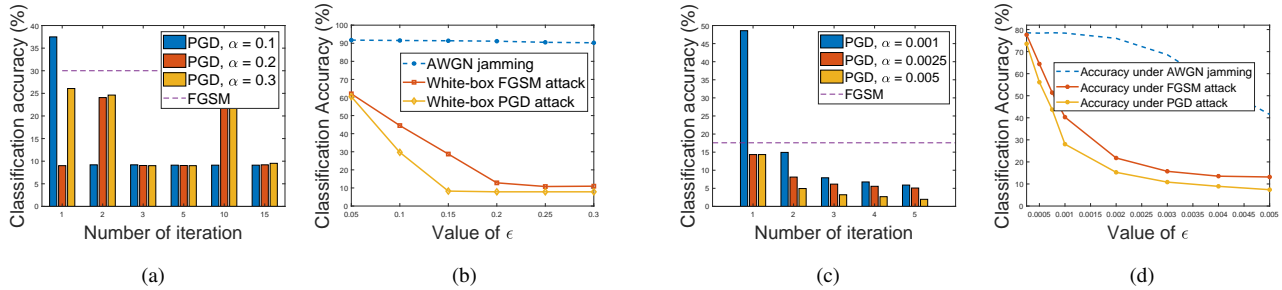 Classification accuracy (%)
40
35
30
25
20
15
10
5
0
PGD, α = 0.1
PGD, α = 0.2
PGD, α = 0.3
FGSM
1 2 3 5 10 15
Number of iteration
(a)
Classification Accuracy (%)
100
90
80
70
60
50
40
30
20
10
0
AWGN jamming
White-box FGSM attack
White-box PGD attack
0.05 0.1 0.15 0.2 0.25 0.3
Value of ϵ
(b)
Classification accuracy (%)
50
45
40
35
30
25
20
15
10
5
0
PGD, α = 0.001
PGD, α = 0.0025
PGD, α = 0.005
FGSM
1 2 3 4 5
Number of iteration
(c)
Classification Accuracy (%)
80
70
60
50
40
30
20
10
0
Accuracy under AWGN jamming
Accuracy under FGSM attack
Accuracy under PGD attack
0.0005 0.001 0.0015 0.002 0.0025 0.003 0.0035 0.004 0.0045 0.005
Value of ϵ
(d)